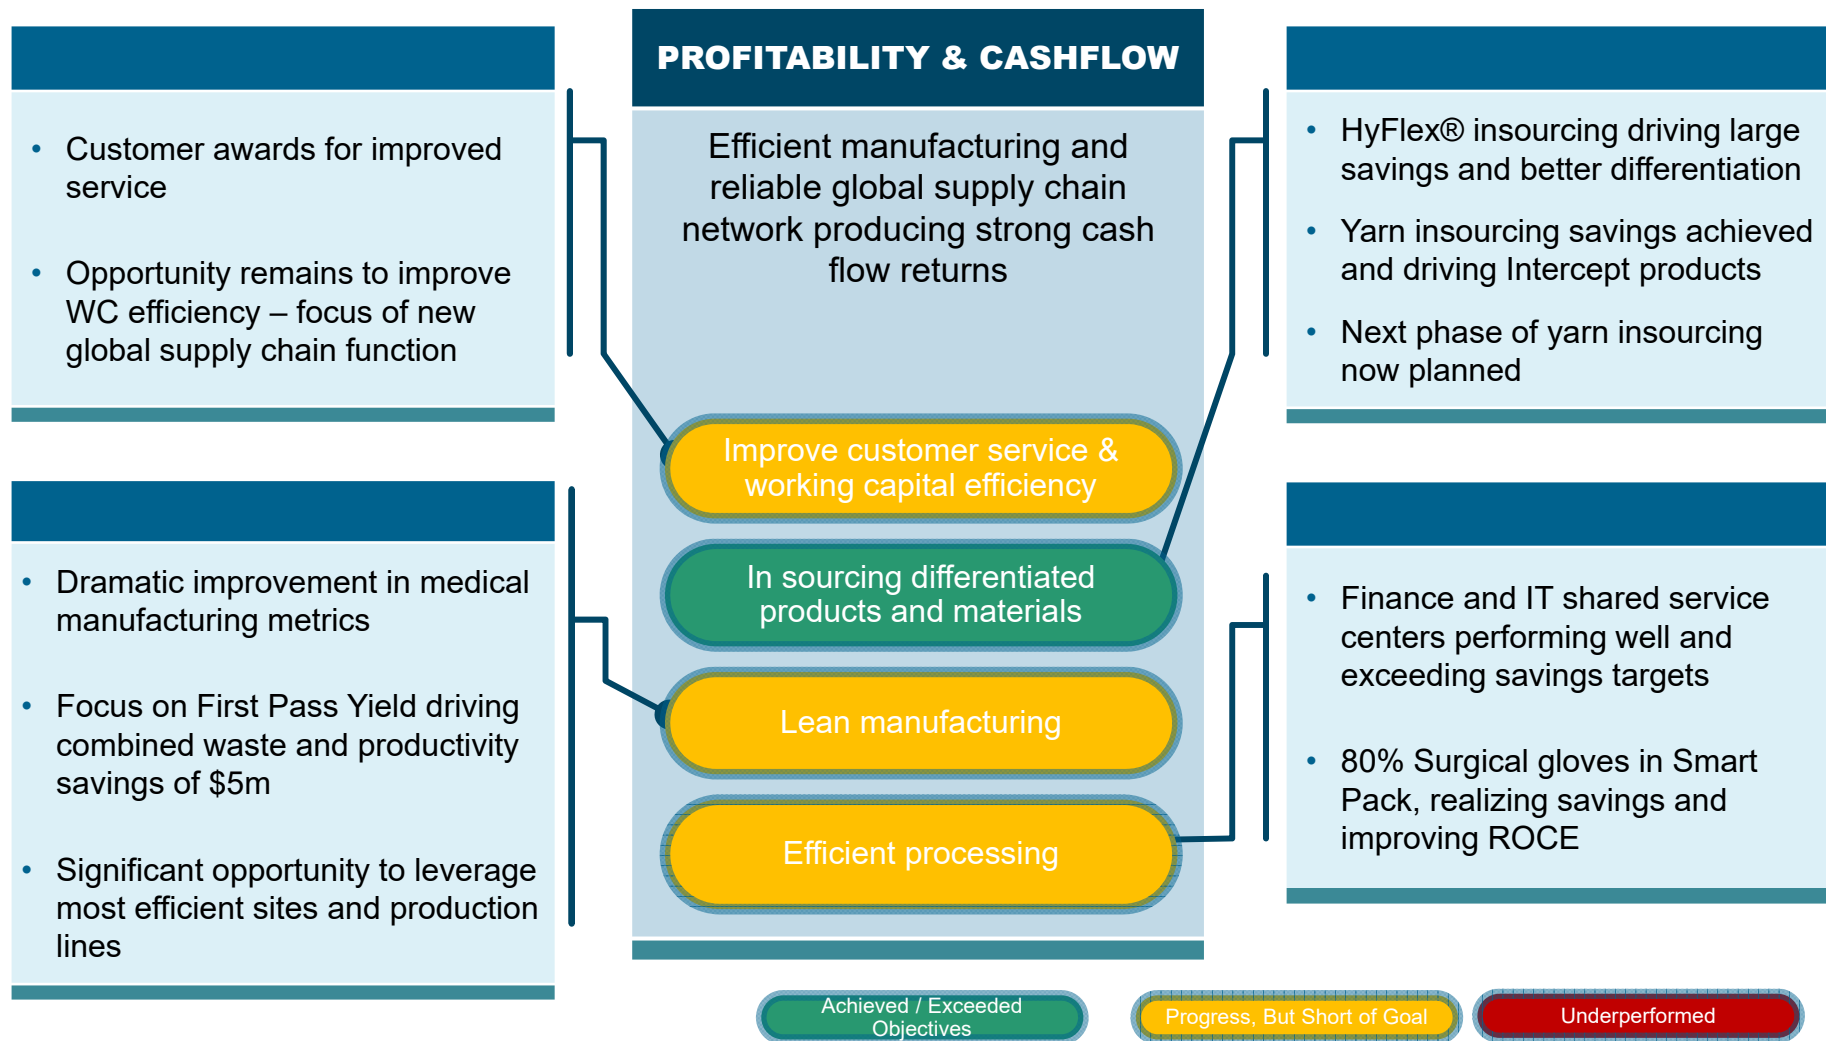 PROFITABILITY & CASHFLOW
Efficient manufacturing and
reliable global supply chain
network producing strong cash
flow returns
• Customer awards for improved
service
• Opportunity remains to improve
WC efficiency – focus of new
global supply chain function
• HyFlex® insourcing driving large
savings and better differentiation
• Yarn insourcing savings achieved
and driving Intercept products
• Next phase of yarn insourcing
now planned
Improve customer service &
working capital efficiency
In sourcing differentiated
products and materials
Lean manufacturing
Efficient processing
• Dramatic improvement in medical
manufacturing metrics
• Focus on First Pass Yield driving
combined waste and productivity
savings of $5m
• Significant opportunity to leverage
most efficient sites and production
lines
• Finance and IT shared service
centers performing well and
exceeding savings targets
• 80% Surgical gloves in Smart
Pack, realizing savings and
improving ROCE
Achieved / Exceeded
Objectives
Progress, But Short of Goal
Underperformed